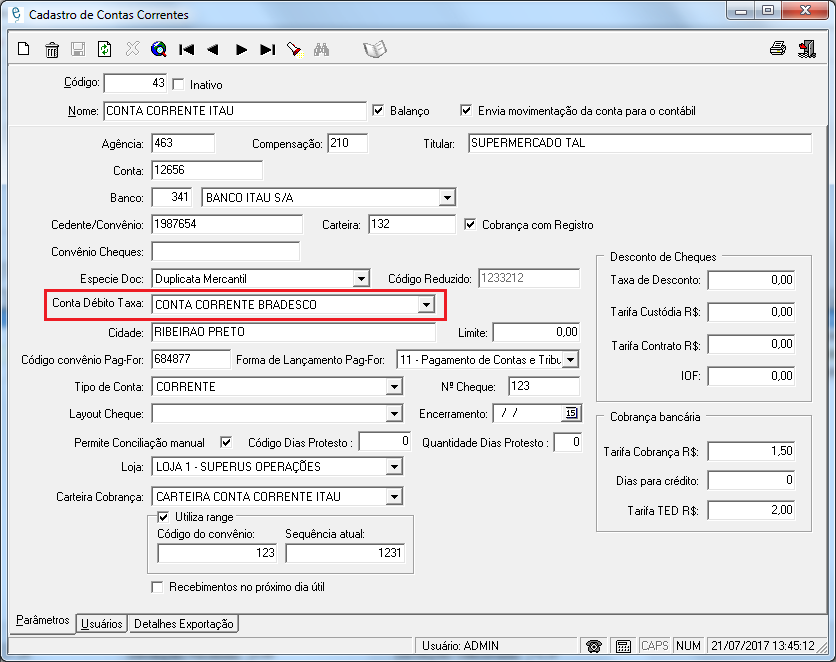 Cadastro de Contas Correntes
Código: 43 Inativo
Nome: CONTA CORRENTE ITAU Balanço Envia movimentação da conta para o contábil
Agência: 463 Compensação: 210 Titular: SUPERMERCADO TAL
Conta: 12656
Banco: 341 BANCO ITAU S/A
Cedente/Convênio: 1987654 Carteira: 132 Cobrança com Registro
Convênio Cheques:
Especie Doc: Duplicata Mercantil Código Reduzido: 1233212
Conta Débito Taxa: CONTA CORRENTE BRADESCO
Cidade: RIBEIRAO PRETO Limite: 0,00
Código convênio Pag-For: 684877 Forma de Lançamento Pag-For: 11 - Pagamento de Contas e Tribu
Tipo de Conta: CORRENTE Nº Cheque: 123
Layout Cheque: Encerramento: / / 15
Permite Conciliação manual Código Dias Protesto : 0 Quantidade Dias Protesto : 0
Loja: LOJA 1 - SUPERUS OPERAÇÕES
Carteira Cobrança: CARTEIRA CONTA CORRENTE ITAU
Utiliza range
Código do convênio: Sequência atual:
123 1231
Recebimentos no próximo dia útil
Desconto de Cheques
Taxa de Desconto: 0,00
Tarifa Custódia R$: 0,00
Tarifa Contrato R$: 0,00
IOF: 0,00
Cobrança bancária
Tarifa Cobrança R$: 1,50
Dias para crédito: 0
Tarifa TED R$: 2,00
Parâmetros Usuários Detalhes Exportação
Usuário: ADMIN CAPS NUM 21/07/2017 13:45:12